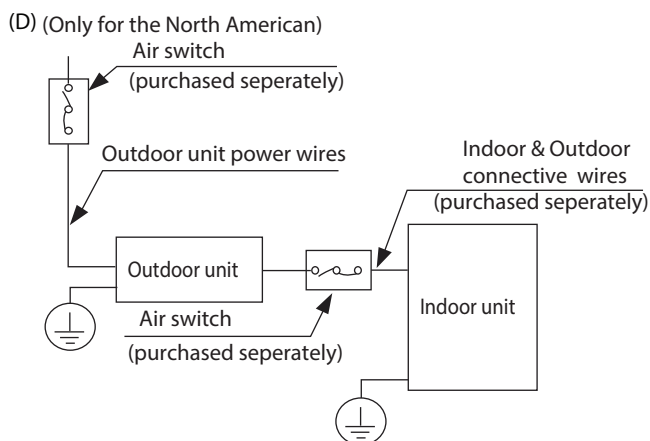 (D) (Only for the North American)
Air switch
(purchased seperately)
Outdoor unit power wires
Indoor & Outdoor
connective wires
(purchased seperately)
Outdoor unit
Air switch
(purchased seperately)
Indoor unit